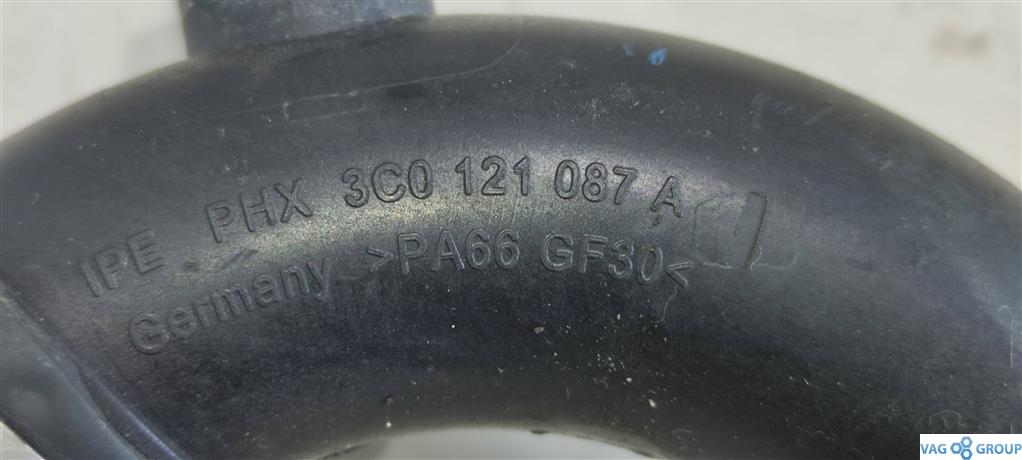 IPE PHX 3C0 121 087 A
Germany >PA66 GF30<
VAG GROUP